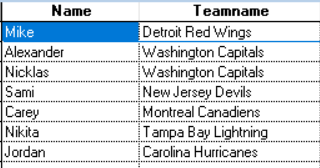 Name Teamname
Mike Detroit Red Wings
Alexander Washington Capitals
Nicklas Washington Capitals
Sami New Jersey Devils
Carey Montreal Canadiens
Nikita Tampa Bay Lightning
Jordan Carolina Hurricanes